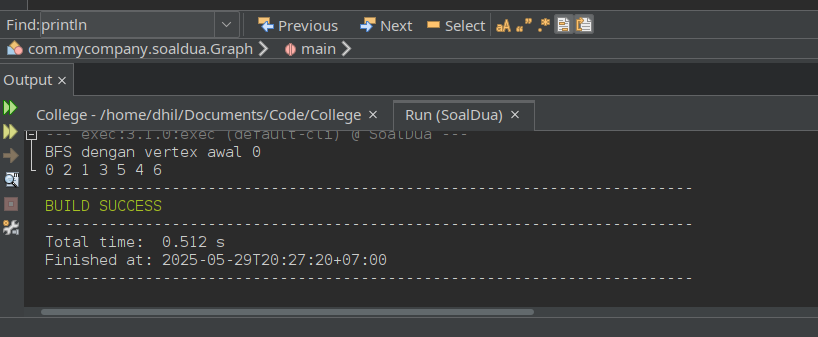 Find: println Previous Next Select
com.mycompany.soaldua.Graph main
Output ×
College - /home/dhil/Documents/Code/College × Run (SoalDua) ×
--- exec:3.1.0:exec (default-cli) @ SoalDua ---
BFS dengan vertex awal 0
0 2 1 3 5 4 6
------------------------------------------------------------------------
BUILD SUCCESS
------------------------------------------------------------------------
Total time:  0.512 s
Finished at: 2025-05-29T20:27:20+07:00
------------------------------------------------------------------------